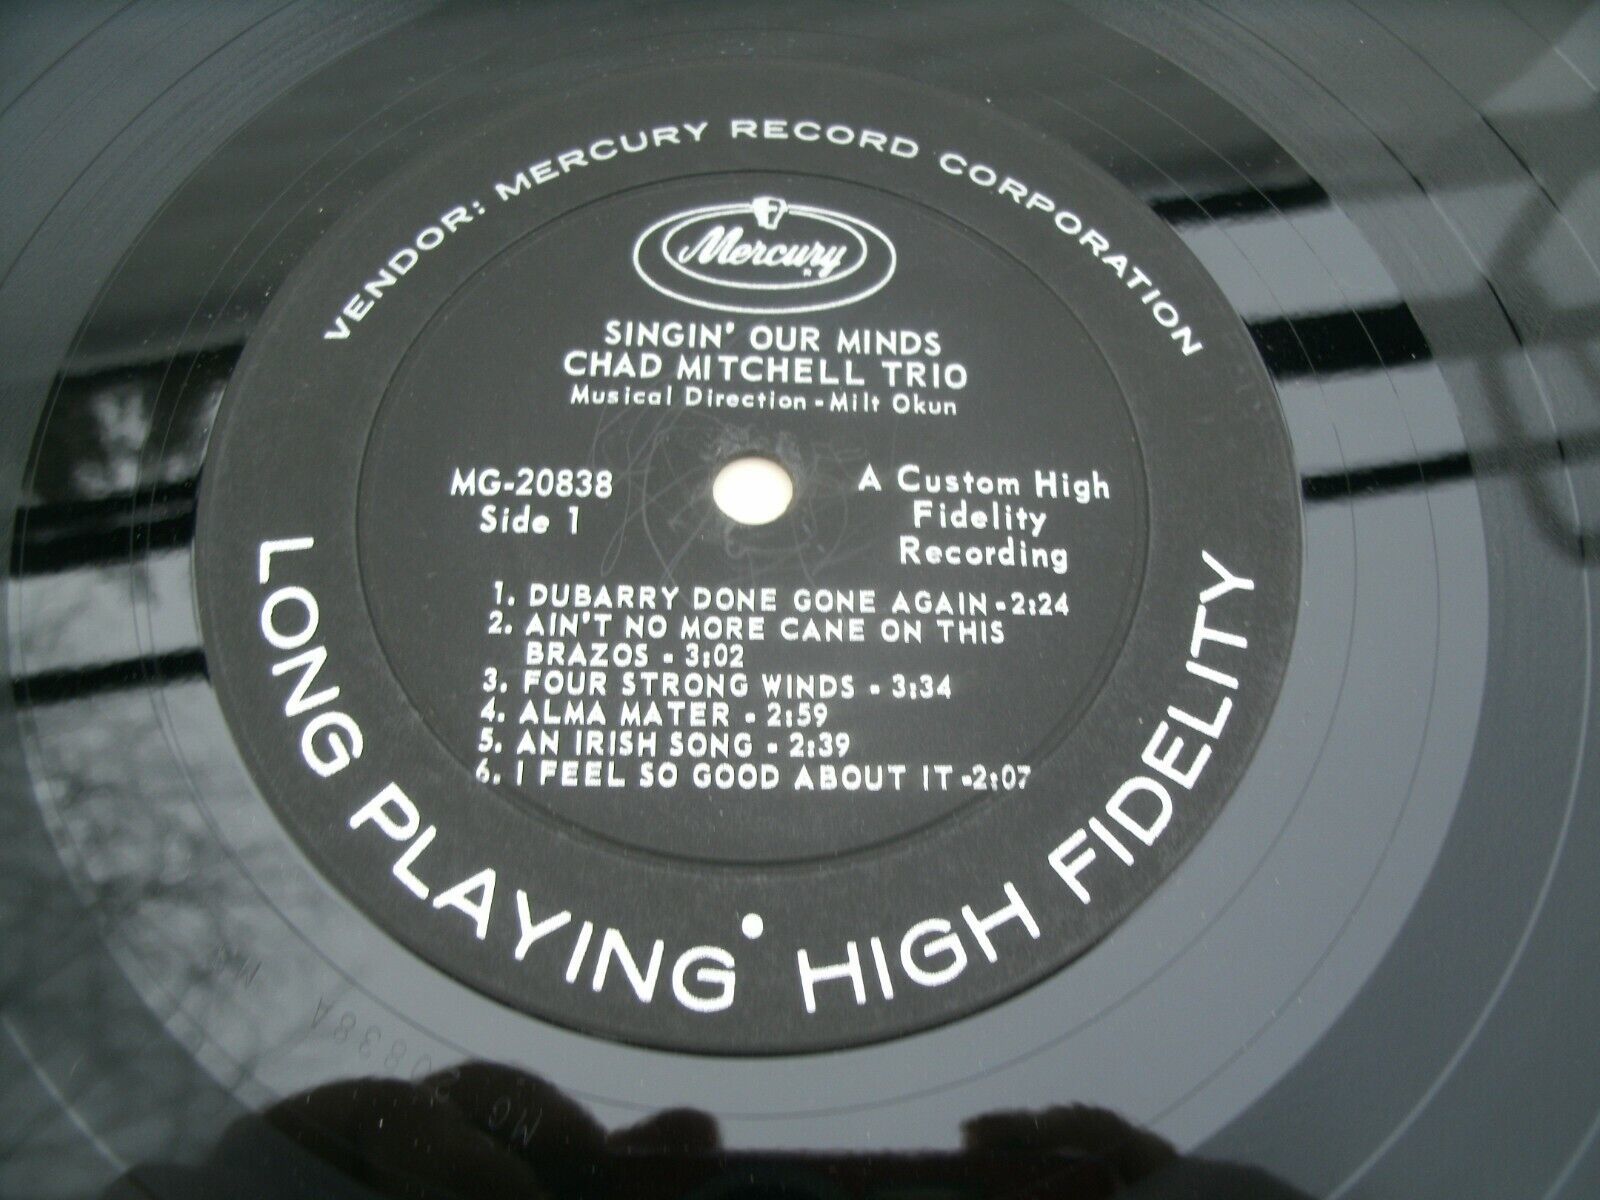 VENDOR: MERCURY RECORD CORPORATION
Mercury
SINGIN' OUR MINDS
CHAD MITCHELL TRIO
Musical Direction - Milt Okun
MG-20838
Side 1
A Custom High
Fidelity
Recording
1. DUBARRY DONE GONE AGAIN - 2:24
2. AIN'T NO MORE CANE ON THIS
BRAZOS - 3:02
3. FOUR STRONG WINDS - 3:34
4. ALMA MATER - 2:59
5. AN IRISH SONG - 2:39
6. I FEEL SO GOOD ABOUT IT - 2:07
LONG PLAYING • HIGH FIDELITY
MG 20838A